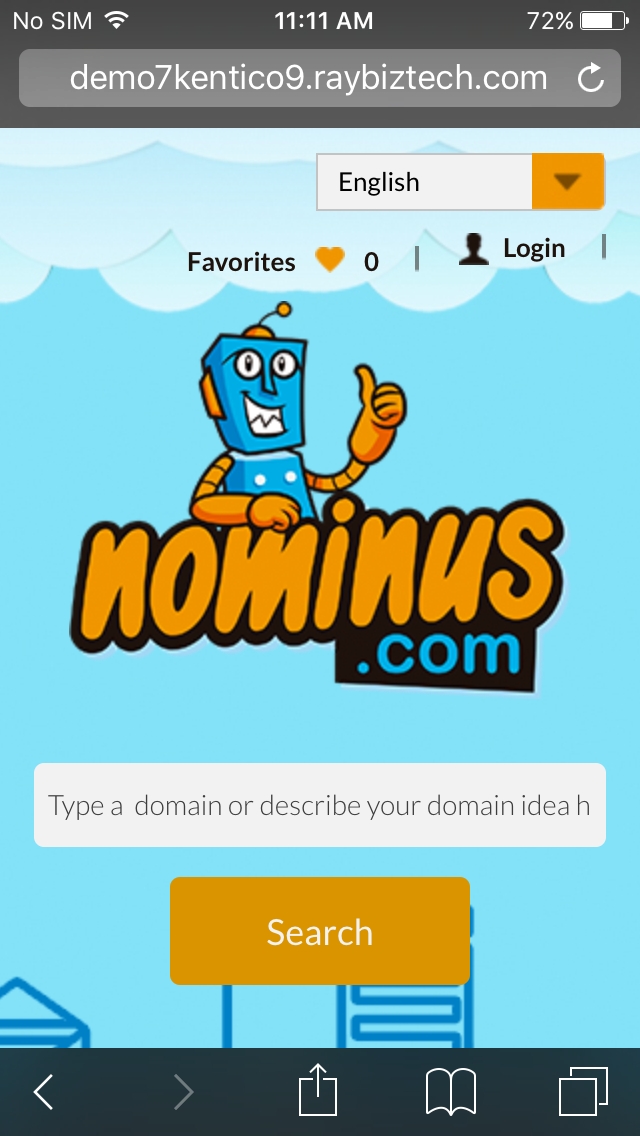 No SIM 11:11 AM 72%
demo7kentico9.raybiztech.com
English
Favorites 0 | Login |
nominus
.com
Type a  domain or describe your domain idea h
Search